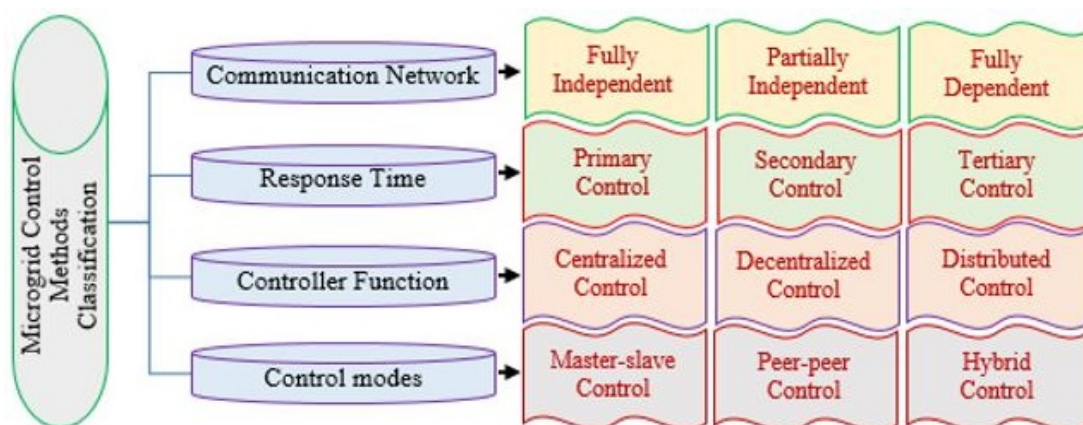 Microgrid Control
Methods
Classification
Communication Network
Fully
Independent
Partially
Independent
Fully
Dependent
Response Time
Primary
Control
Secondary
Control
Tertiary
Control
Controller Function
Centralized
Control
Decentralized
Control
Distributed
Control
Control modes
Master-slave
Control
Peer-peer
Control
Hybrid
Control